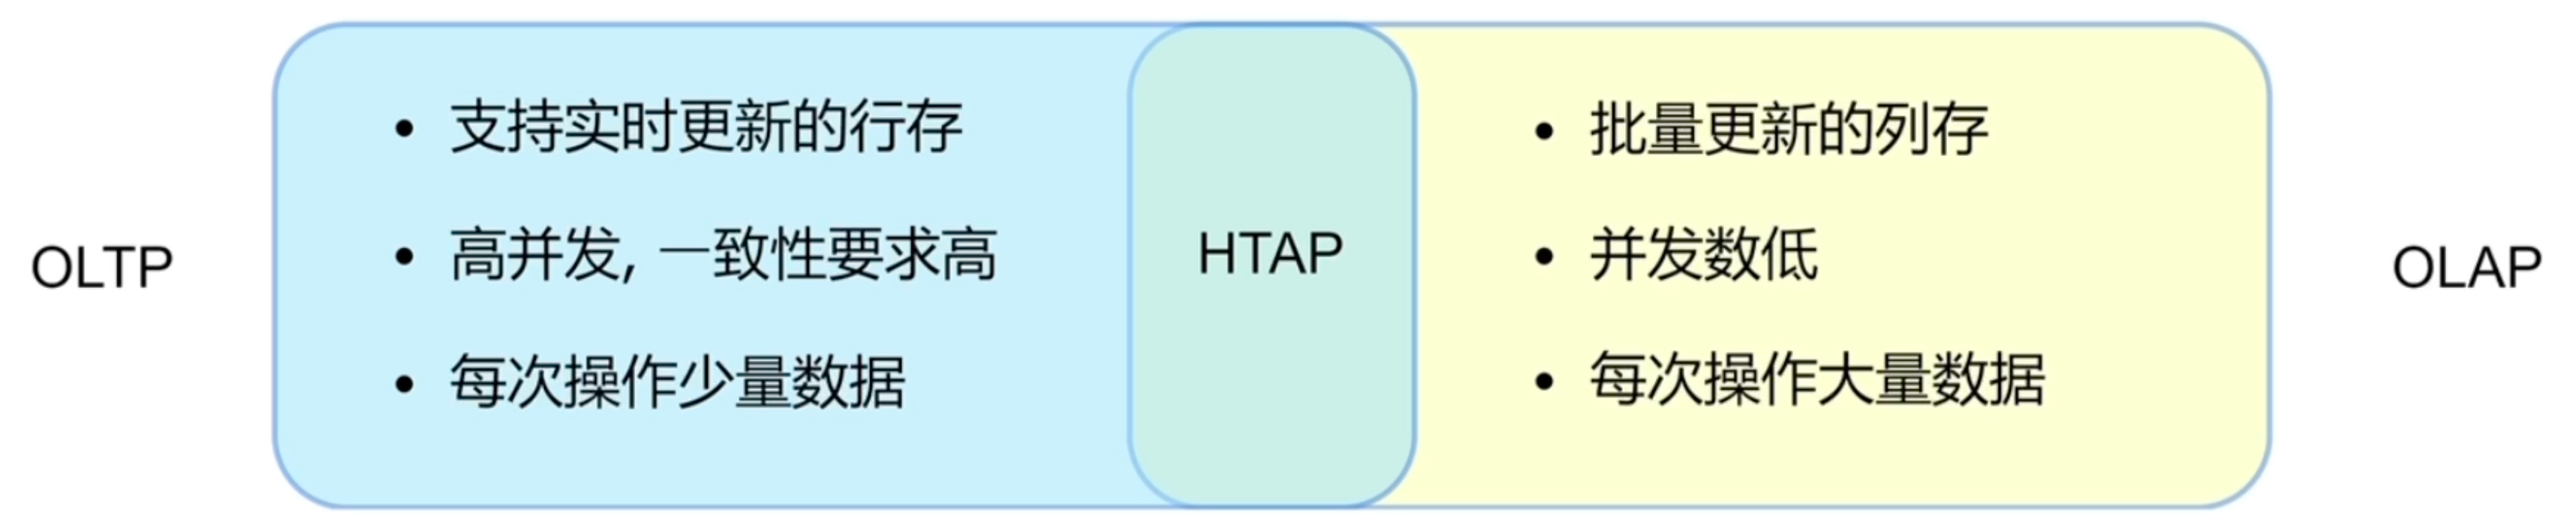 OLTP
• 支持实时更新的行存
• 高并发, 一致性要求高
• 每次操作少量数据
HTAP
• 批量更新的列存
• 并发数低
• 每次操作大量数据
OLAP